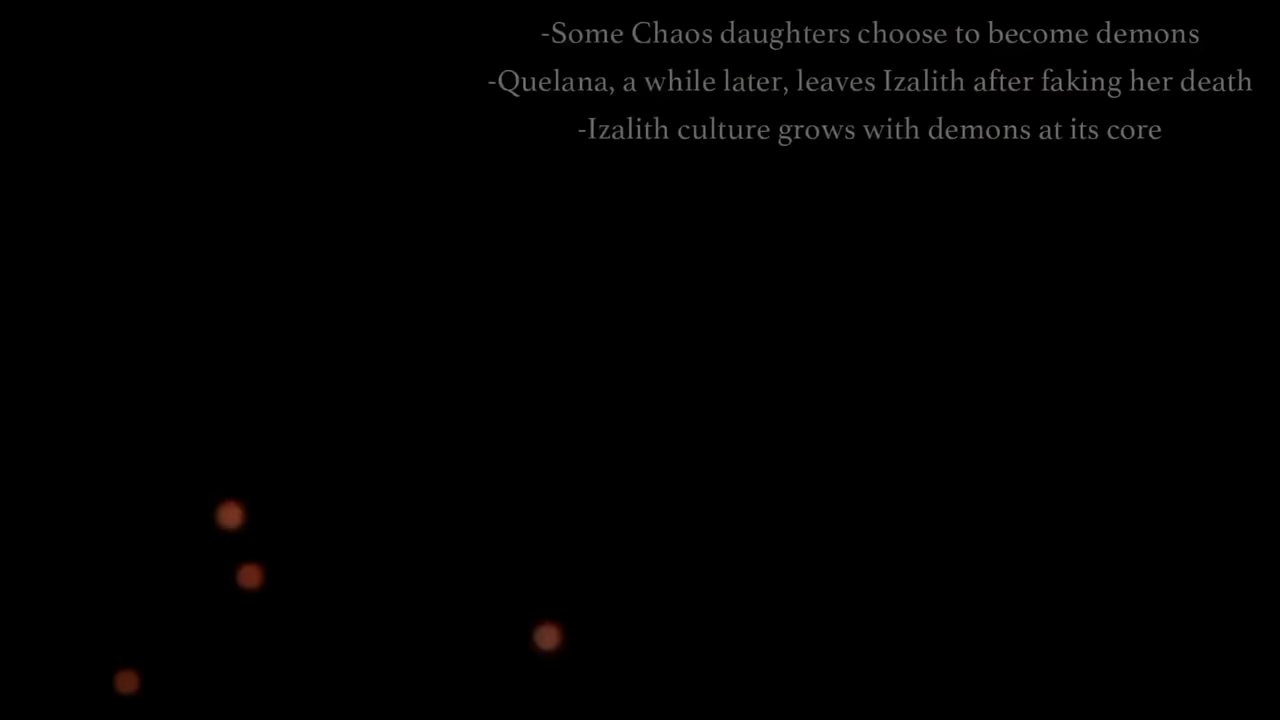 -Some Chaos daughters choose to become demons
-Quelana, a while later, leaves Izalith after faking her death
-Izalith culture grows with demons at its core